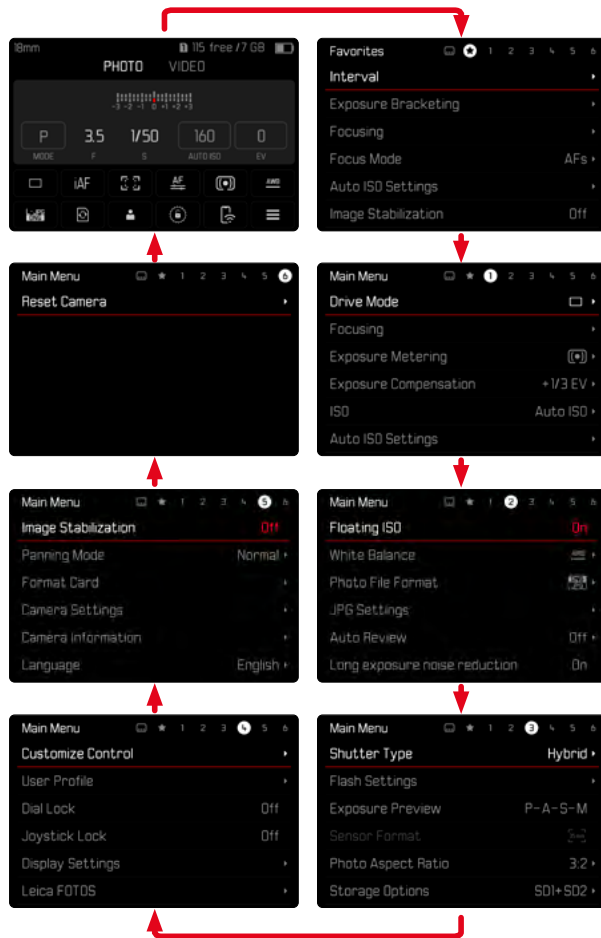 18mm 115 free / 7 GB
PHOTO VIDEO
-3 -2 -1 0 +1 +2 +3
P 3.5 1/50 160 0
MODE F S AUTO ISO EV
iAF AF AWB
Favorites 1 2 3 4 5 6
Interval
Exposure Bracketing
Focusing
Focus Mode AFs
Auto ISO Settings
Image Stabilization Off
Main Menu 1 2 3 4 5 6
Reset Camera
Main Menu 1 2 3 4 5 6
Drive Mode
Focusing
Exposure Metering
Exposure Compensation +1/3 EV
ISO Auto ISO
Auto ISO Settings
Main Menu 1 2 3 4 5 6
Image Stabilization Off
Panning Mode Normal
Format Card
Camera Settings
Camera Information
Language English
Main Menu 1 2 3 4 5 6
Floating ISO On
White Balance AWB
Photo File Format
JPG Settings
Auto Review Off
Long exposure noise reduction On
Main Menu 1 2 3 4 5 6
Customize Control
User Profile
Dial Lock Off
Joystick Lock Off
Display Settings
Leica FOTOS
Main Menu 1 2 3 4 5 6
Shutter Type Hybrid
Flash Settings
Exposure Preview P-A-S-M
Sensor Format
Photo Aspect Ratio 3:2
Storage Options SD1+SD2